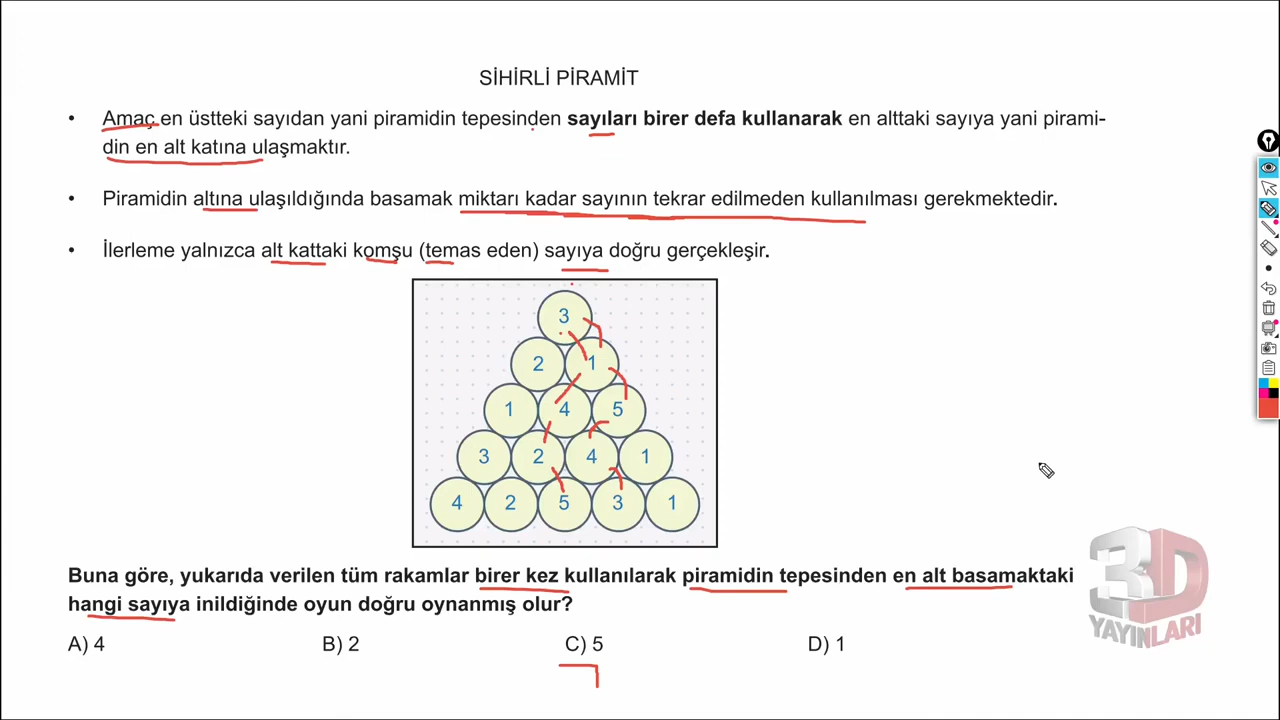 SİHİRLİ PİRAMİT
• Amaç en üstteki sayıdan yani piramidin tepesinden sayıları birer defa kullanarak en alttaki sayıya yani pirami-
din en alt katına ulaşmaktır.
• Piramidin altına ulaşıldığında basamak miktarı kadar sayının tekrar edilmeden kullanılması gerekmektedir.
• İlerleme yalnızca alt kattaki komşu (temas eden) sayıya doğru gerçekleşir.
3
2 1
1 4 5
3 2 4 1
4 2 5 3 1
Buna göre, yukarıda verilen tüm rakamlar birer kez kullanılarak piramidin tepesinden en alt basamaktaki
hangi sayıya inildiğinde oyun doğru oynanmış olur?
A) 4 B) 2 C) 5 D) 1
3D
YAYINLARI